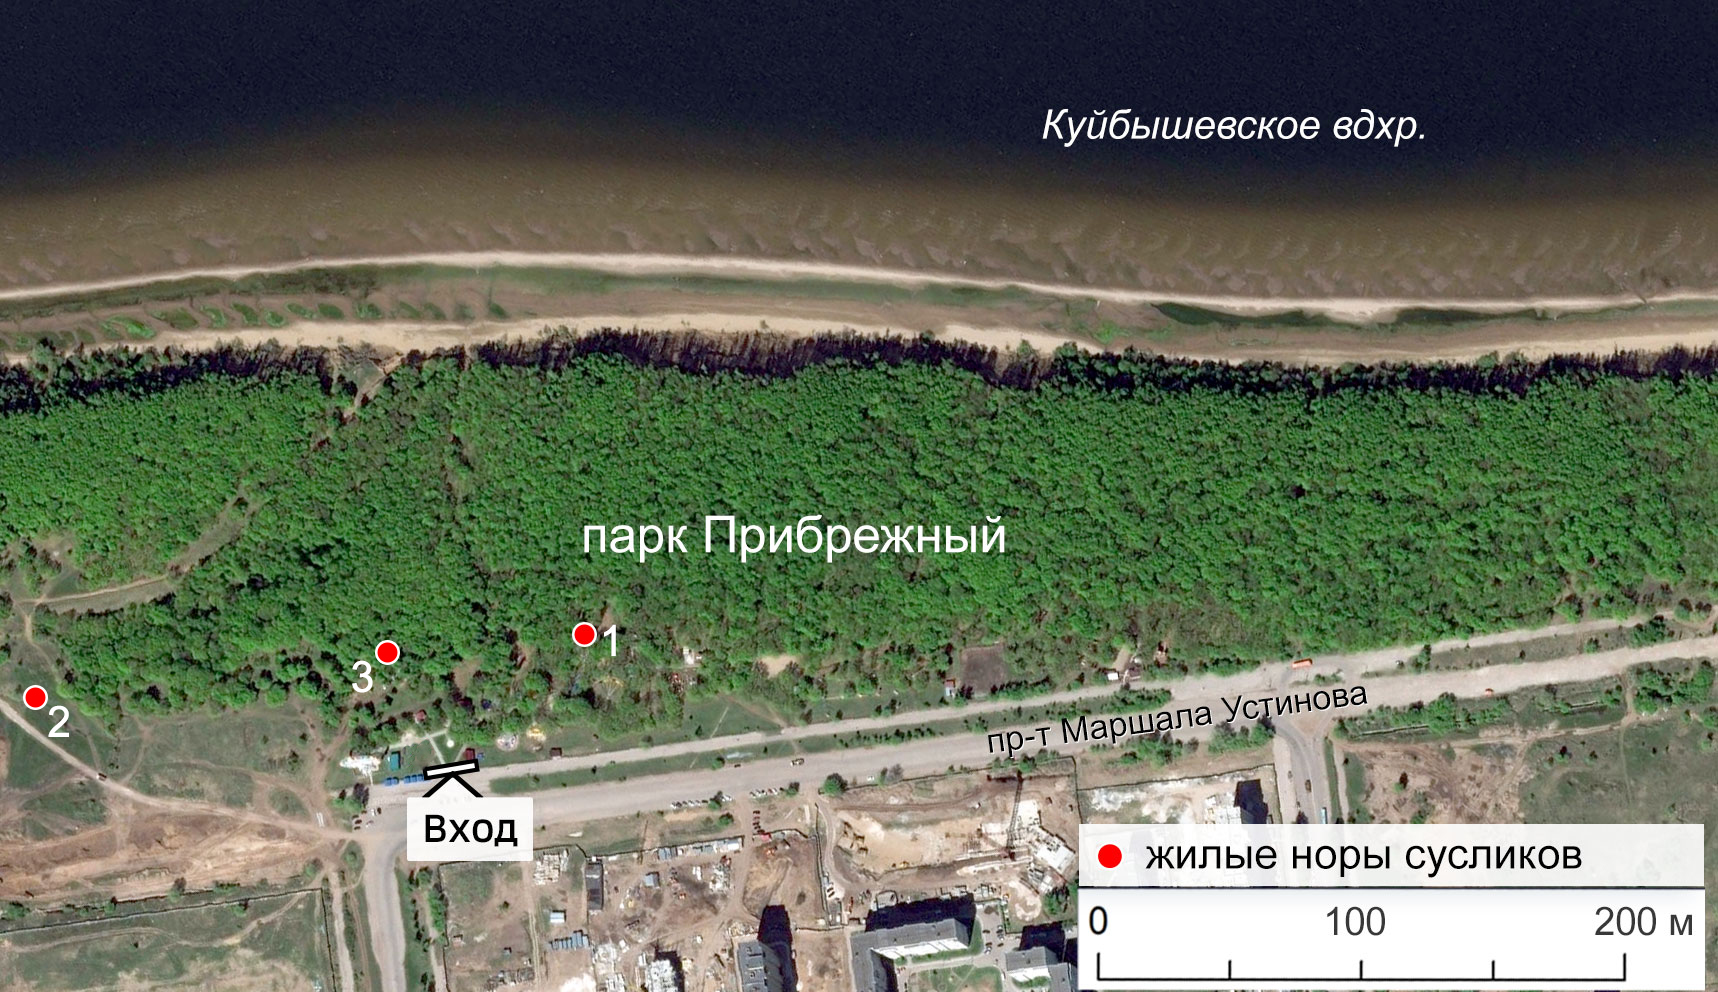 Куйбышевское вдхр.
парк Прибрежный
1
3
2
пр-т Маршала Устинова
Вход
жилые норы сусликов
0 100 200 м